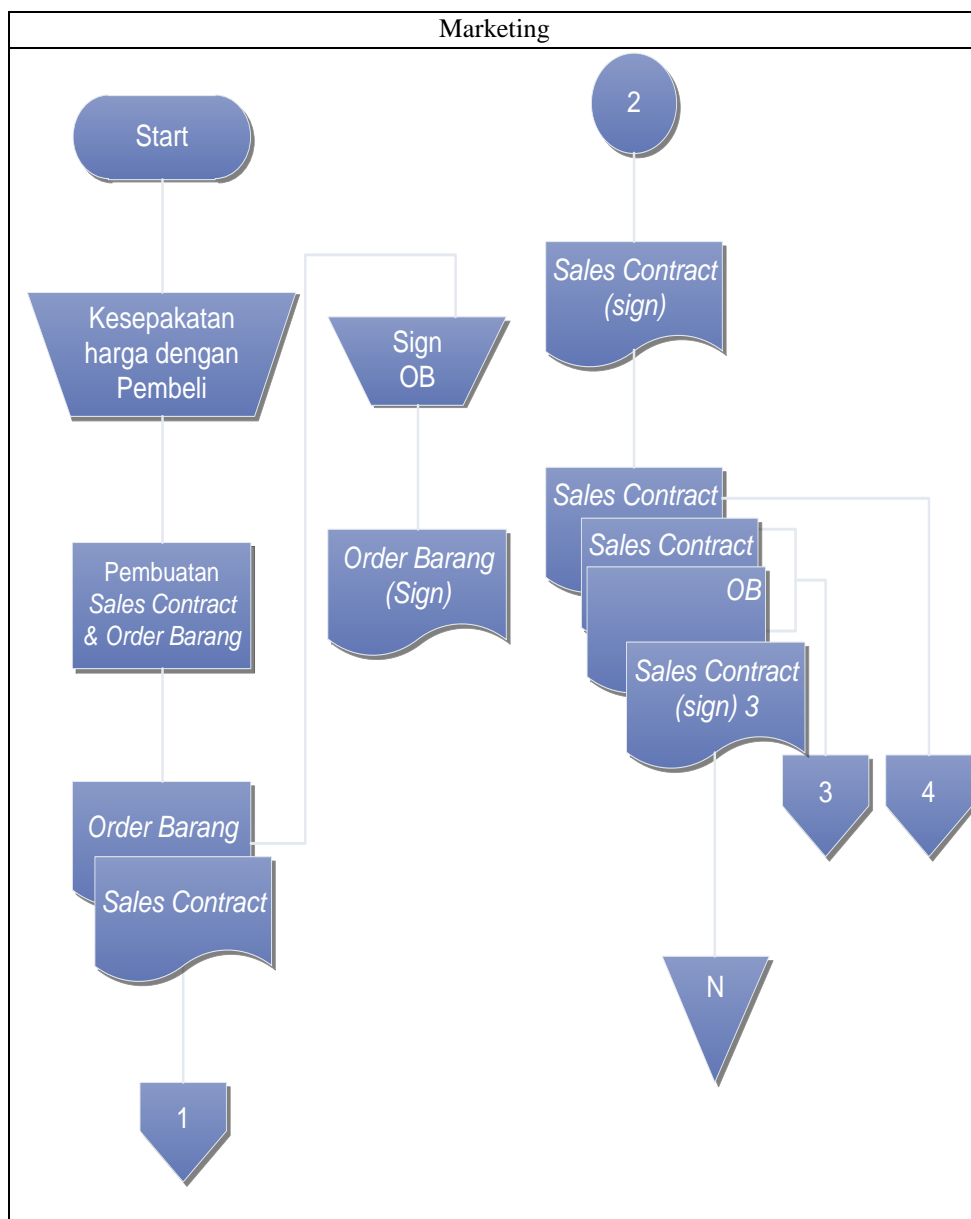 Marketing
Start
Kesepakatan
harga dengan
Pembeli
Pembuatan
Sales Contract
& Order Barang
Order Barang
Sales Contract
1
Sign
OB
Order Barang
(Sign)
2
Sales Contract
(sign)
Sales Contract
Sales Contract
OB
Sales Contract
(sign) 3
3
4
N